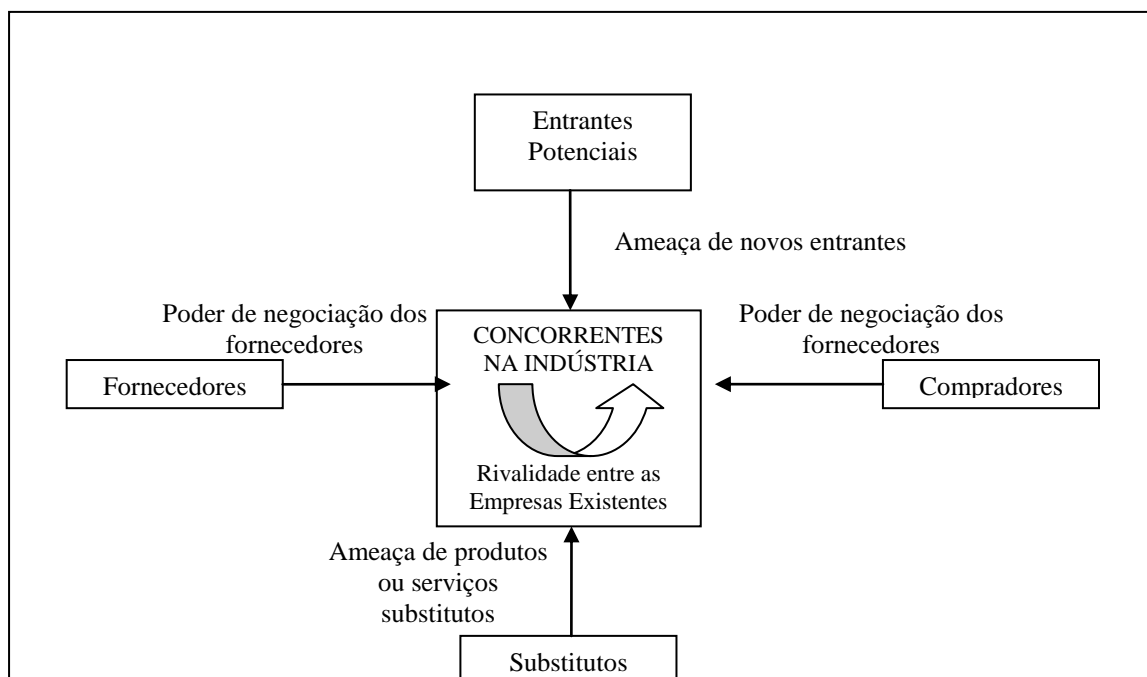 Entrantes
Potenciais
Ameaça de novos entrantes
Poder de negociação dos
fornecedores
Fornecedores
CONCORRENTES
NA INDÚSTRIA
Rivalidade entre as
Empresas Existentes
Poder de negociação dos
fornecedores
Compradores
Ameaça de produtos
ou serviços
substitutos
Substitutos